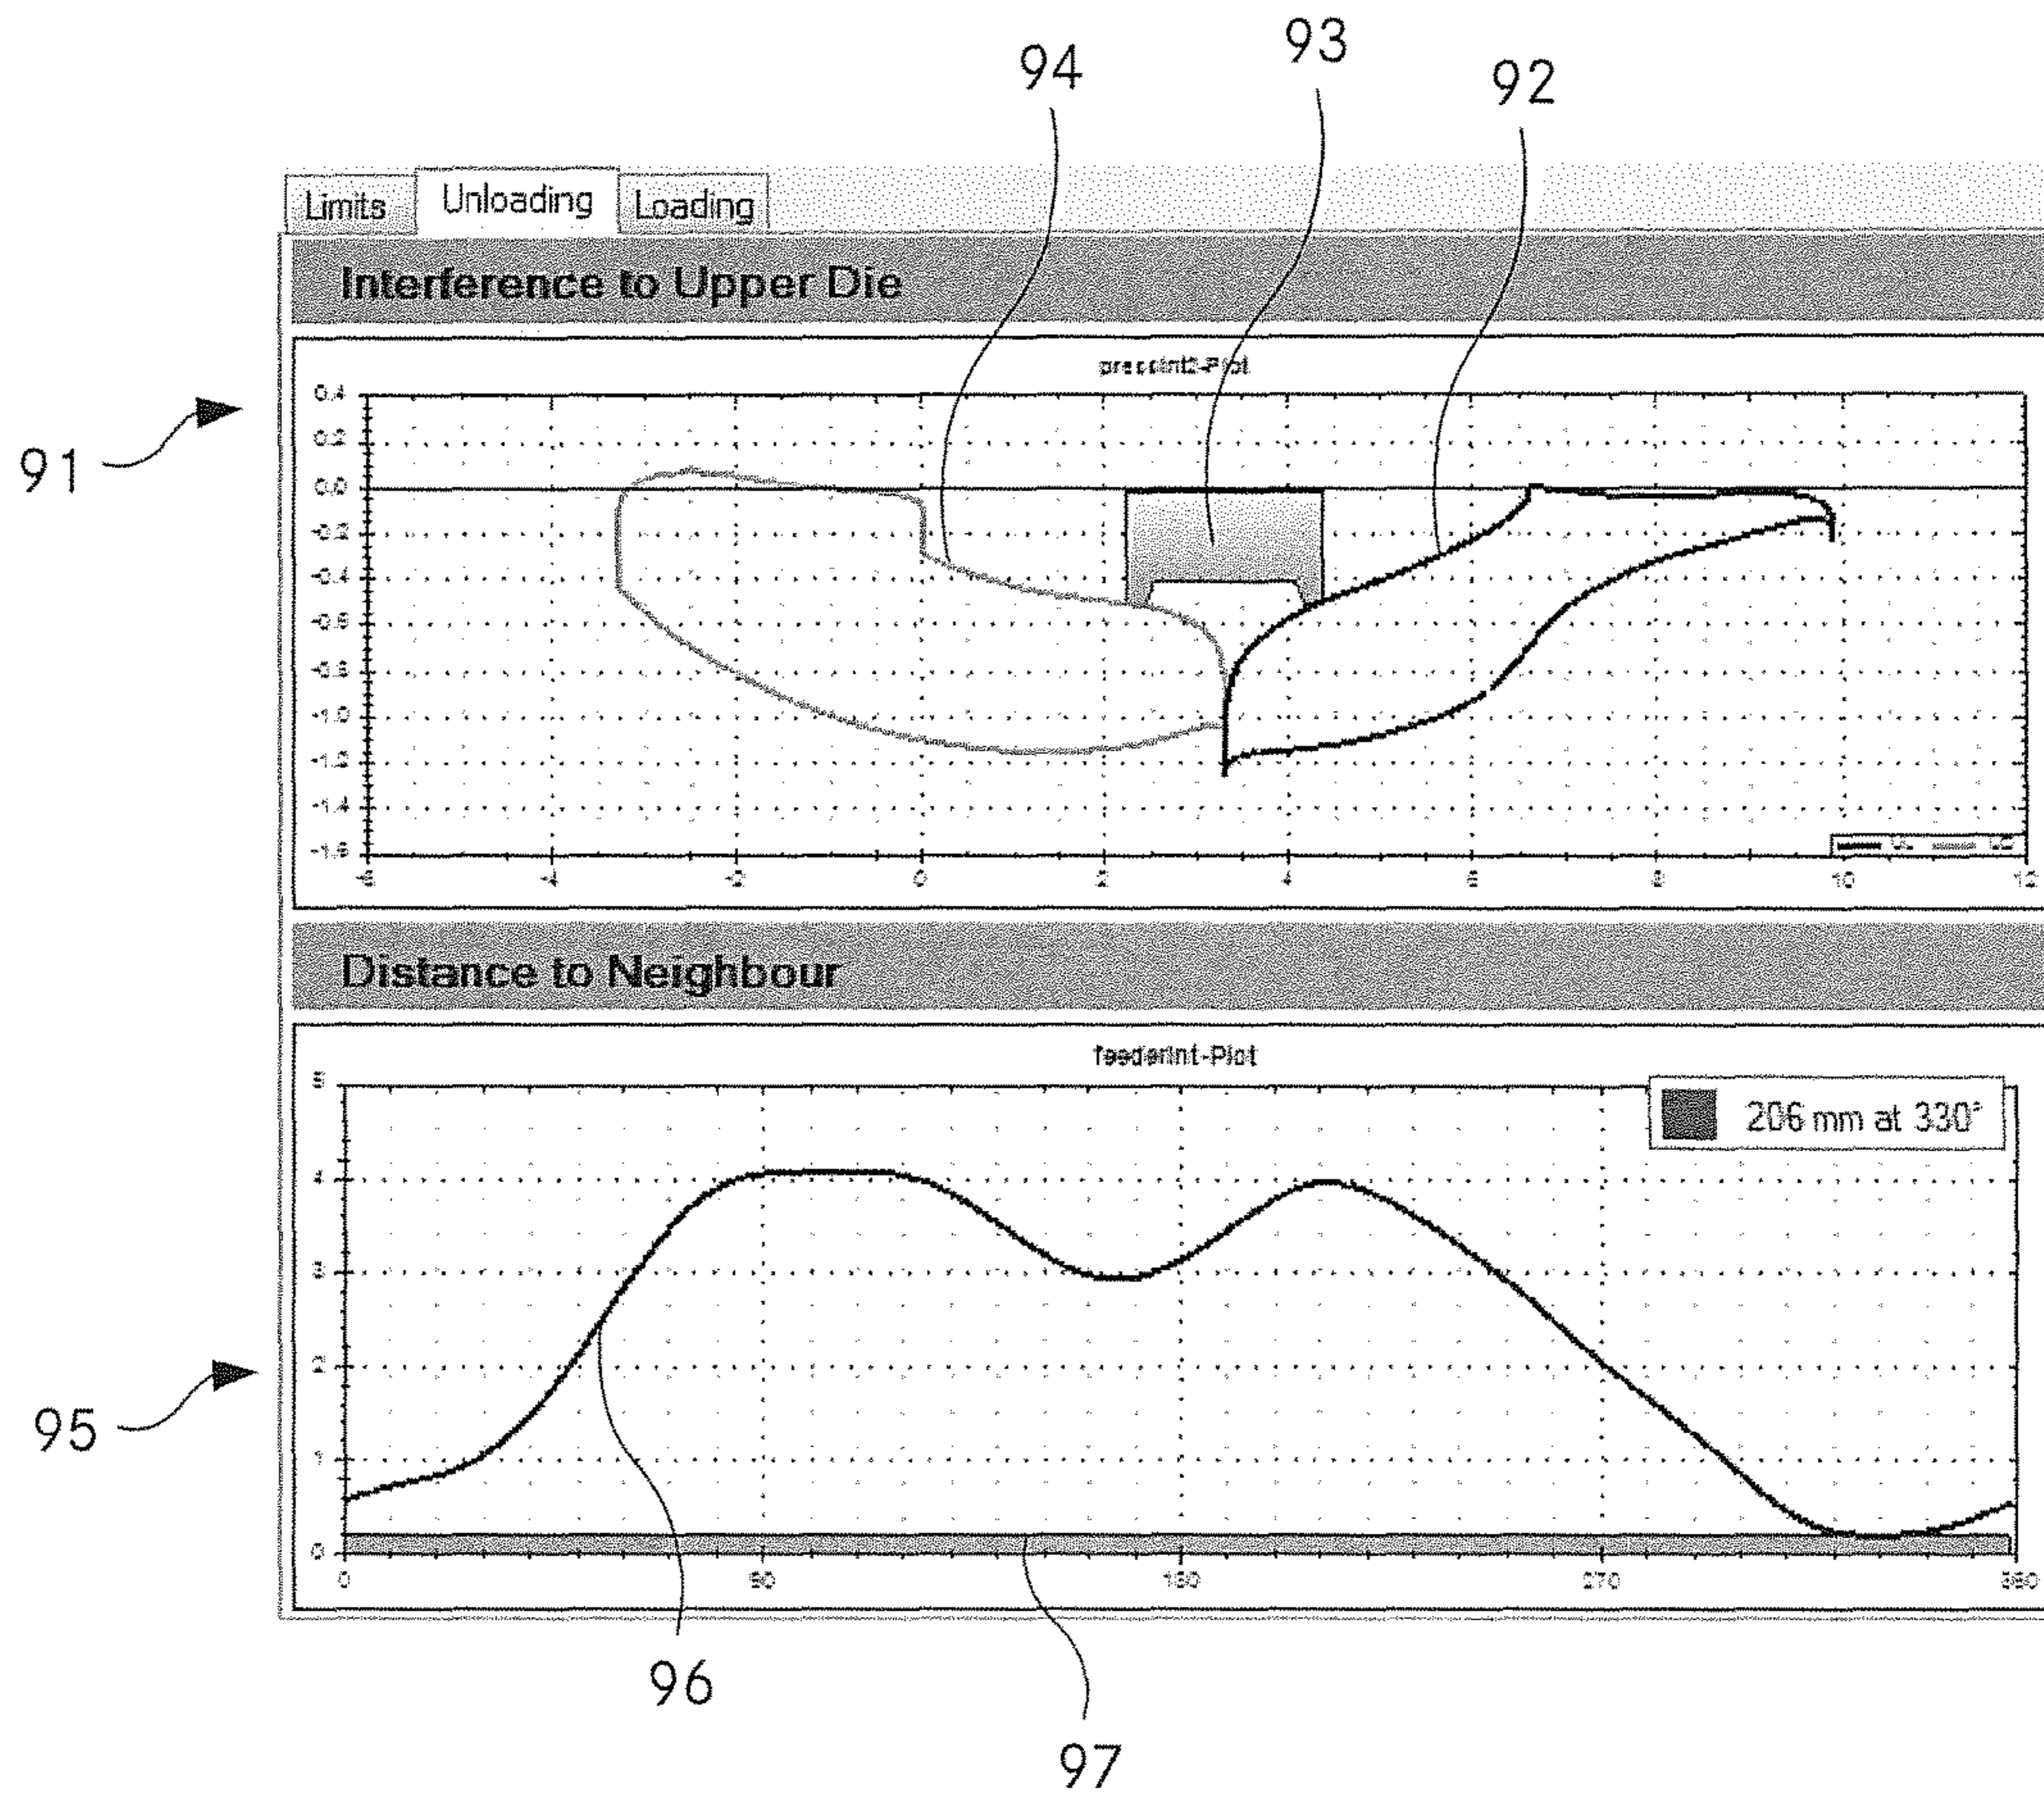 94 93 92
Limits Unloading Loading
Interference to Upper Die
91
0.4
0.2
0.0
-0.2
-0.4
-0.6
-0.8
-1.0
-1.2
-1.4
-1.6
-6 -4 -2 0 2 4 6 8 10 12
Distance to Neighbour
feederInt-Plot
206 mm at 330°
95
5
4
3
2
1
0
0 90 180 270 360
96
97